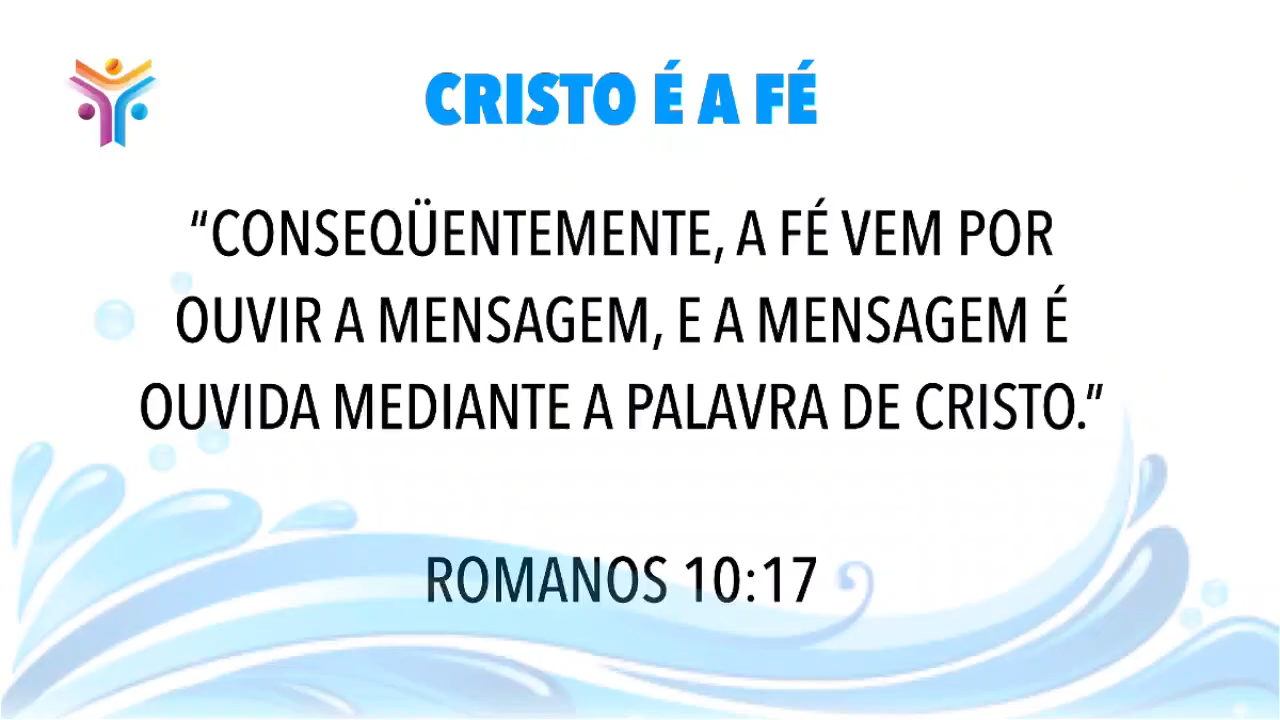 CRISTO É A FÉ
“CONSEQÜENTEMENTE, A FÉ VEM POR
OUVIR A MENSAGEM, E A MENSAGEM É
OUVIDA MEDIANTE A PALAVRA DE CRISTO.”
ROMANOS 10:17